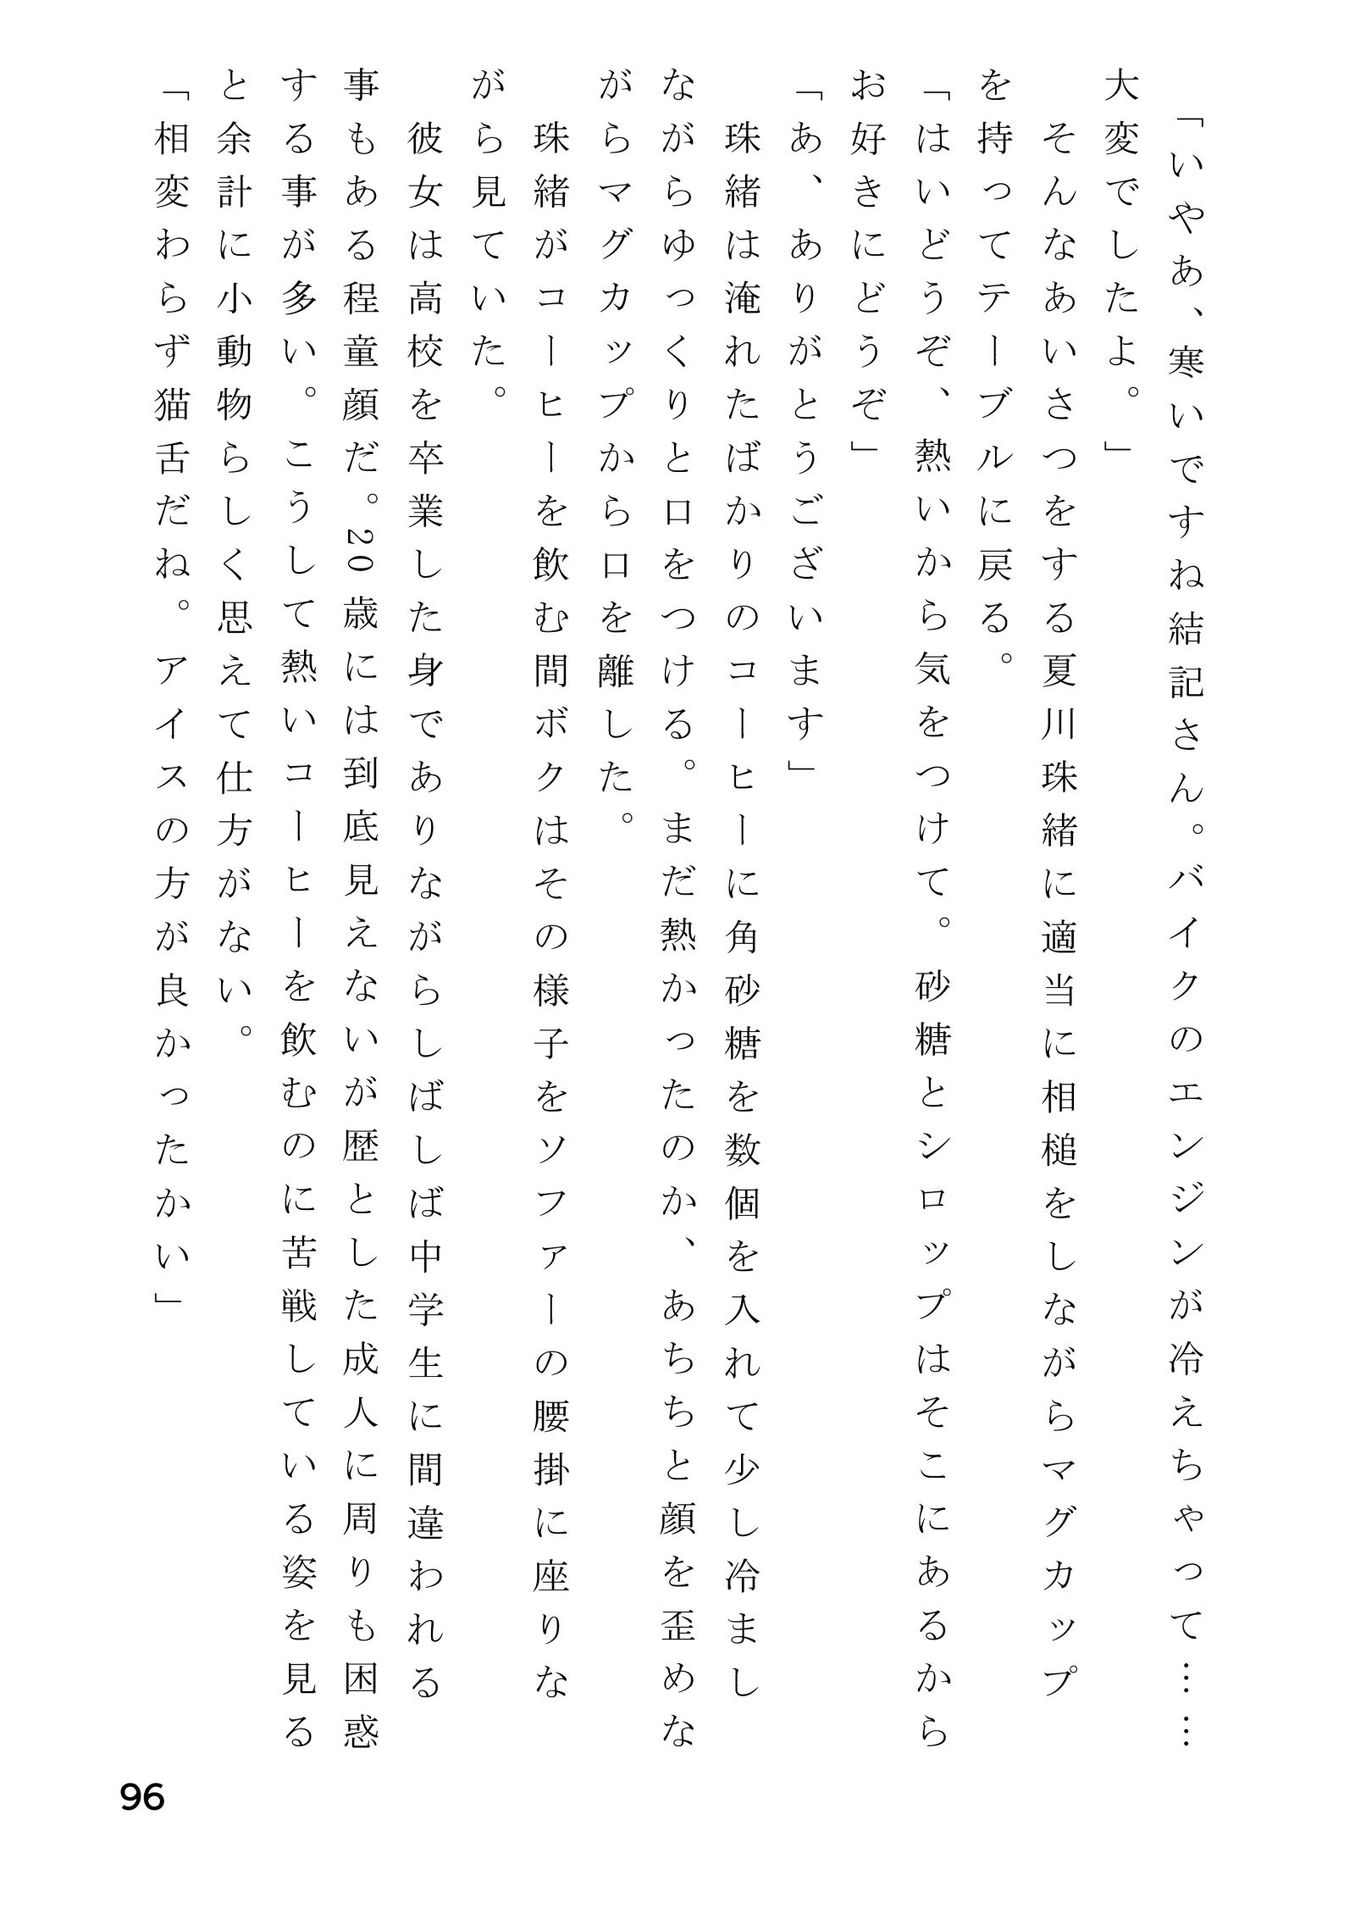 「いやあ、寒いですね結記さん。バイクのエンジンが冷えちゃって……
大変でしたよ。」
そんなあいさつをする夏川珠緒に適当に相槌をしながらマグカップ
を持ってテーブルに戻る。
「はいどうぞ、熱いから気をつけて。砂糖とシロップはそこにあるから
お好きにどうぞ」
「あ、ありがとうございます」
珠緒は淹れたばかりのコーヒーに角砂糖を数個を入れて少し冷まし
ながらゆっくりと口をつける。まだ熱かったのか、あちちと顔を歪めな
がらマグカップから口を離した。
珠緒がコーヒーを飲む間ボクはその様子をソファーの腰掛に座りな
がら見ていた。
彼女は高校を卒業した身でありながらしばしば中学生に間違われる
事もある程童顔だ。20歳には到底見えないが歴とした成人に周りも困惑
する事が多い。こうして熱いコーヒーを飲むのに苦戦している姿を見る
と余計に小動物らしく思えて仕方がない。
「相変わらず猫舌だね。アイスの方が良かったかい」
96